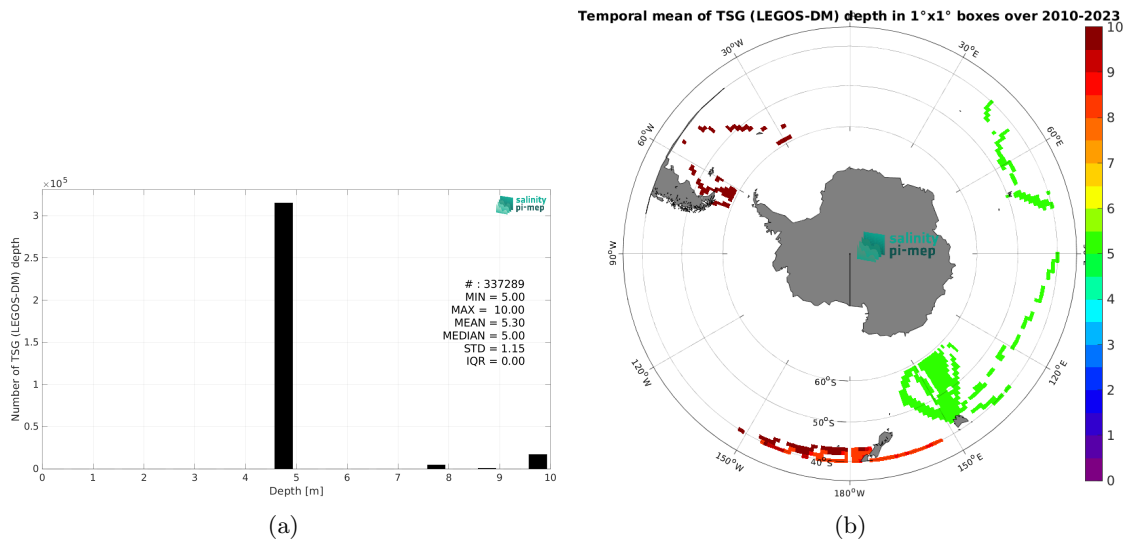 Temporal mean of TSG (LEGOS-DM) depth in 1°x1° boxes over 2010-2023
×10⁵
3
2.5
2
1.5
1
0.5
0
Number of TSG (LEGOS-DM) depth
salinity
pi-mep
# : 337289
MIN = 5.00
MAX = 10.00
MEAN = 5.30
MEDIAN = 5.00
STD = 1.15
IQR = 0.00
0 1 2 3 4 5 6 7 8 9 10
Depth [m]
(a)
30°W
30°E
60°W
60°E
90°W
120°W
120°E
150°W
150°E
180°W
60°S
50°S
40°S
salinity
pi-mep
10
9
8
7
6
5
4
3
2
1
0
(b)